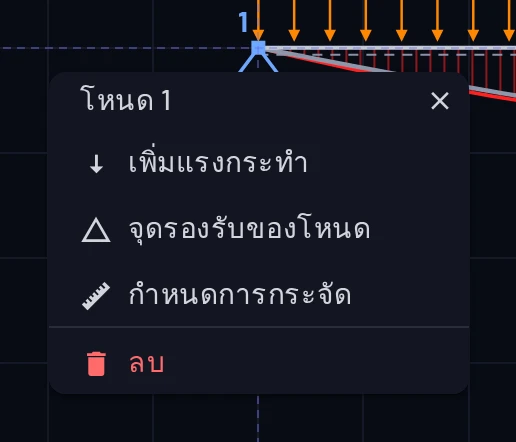 1
โหนด 1
เพิ่มแรงกระทำ
จุดรองรับของโหนด
กำหนดการกระจัด
ลบ